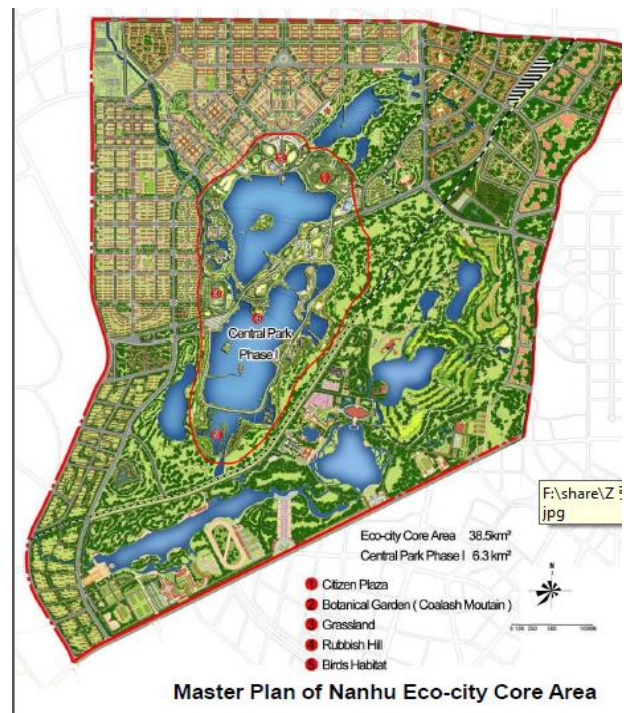 Central Park
Phase I
F:\share\Z
jpg
Eco-city Core Area 38.5km²
Central Park Phase I 6.3 km²
N
1 Citizen Plaza
2 Botanical Garden ( Coalash Moutain )
3 Grassland
4 Rubbish Hill
5 Birds Habitat
Master Plan of Nanhu Eco-city Core Area